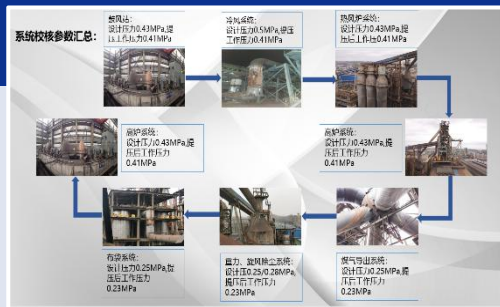 系统校核参数汇总：
鼓风站：
设计压力0.43MPa,提
压工作压力0.41MPa
冷风系统：
设计压力0.5MPa,提压
工作压力0.41MPa
热风炉系统：
设计压力0.43MPa,提
压后工作压0.41MPa
高炉系统：
设计压力0.43MPa,提
压后工作压力
0.41MPa
高炉系统：
设计压力0.43MPa,提
压后工作压力
0.41MPa
布袋系统：
设计压力0.25MPa,提
压后工作压力
0.23MPa
重力、旋风除尘系统：
设计压0.25/0.28MPa,
提压后工作压力
0.23MPa
煤气导出系统：
设计压力0.25MPa,提
压后工作压力
0.23MPa